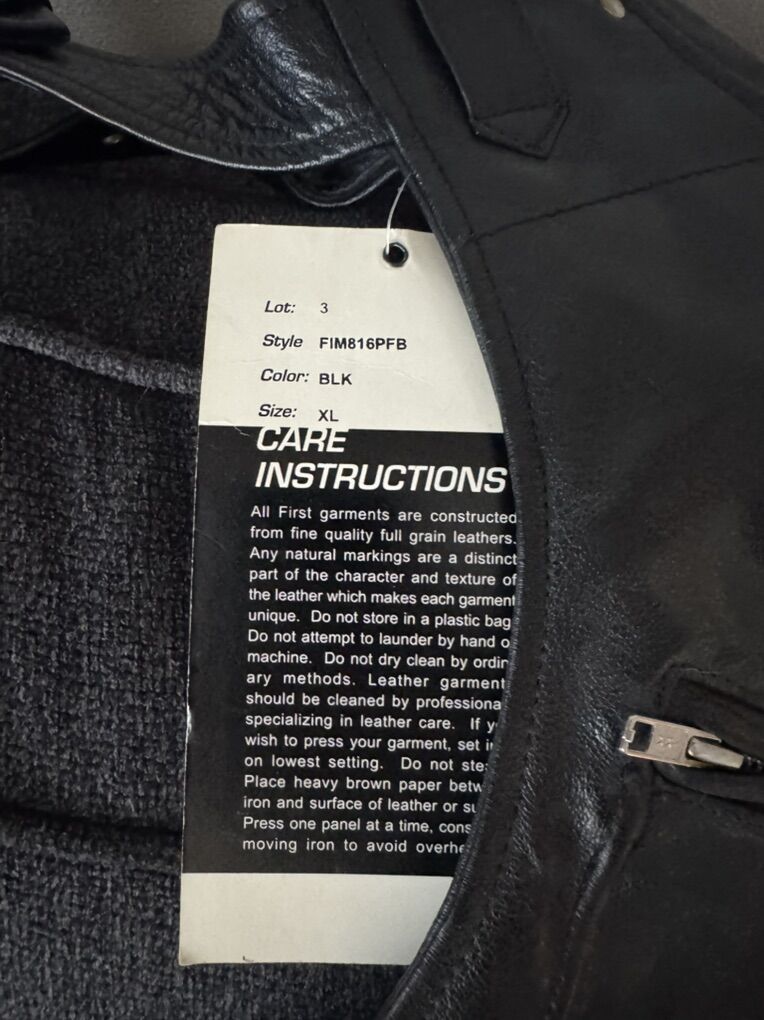 Lot: 3
Style FIM816PFB
Color: BLK
Size: XL
CARE
INSTRUCTIONS
All First garments are constructed
from fine quality full grain leathers.
Any natural markings are a distinct
part of the character and texture of
the leather which makes each garment
unique. Do not store in a plastic bag
Do not attempt to launder by hand o
machine. Do not dry clean by ordin
ary methods. Leather garment
should be cleaned by professiona
specializing in leather care. If y
wish to press your garment, set i
on lowest setting. Do not stea
Place heavy brown paper betw
iron and surface of leather or su
Press one panel at a time, cons
moving iron to avoid overhe